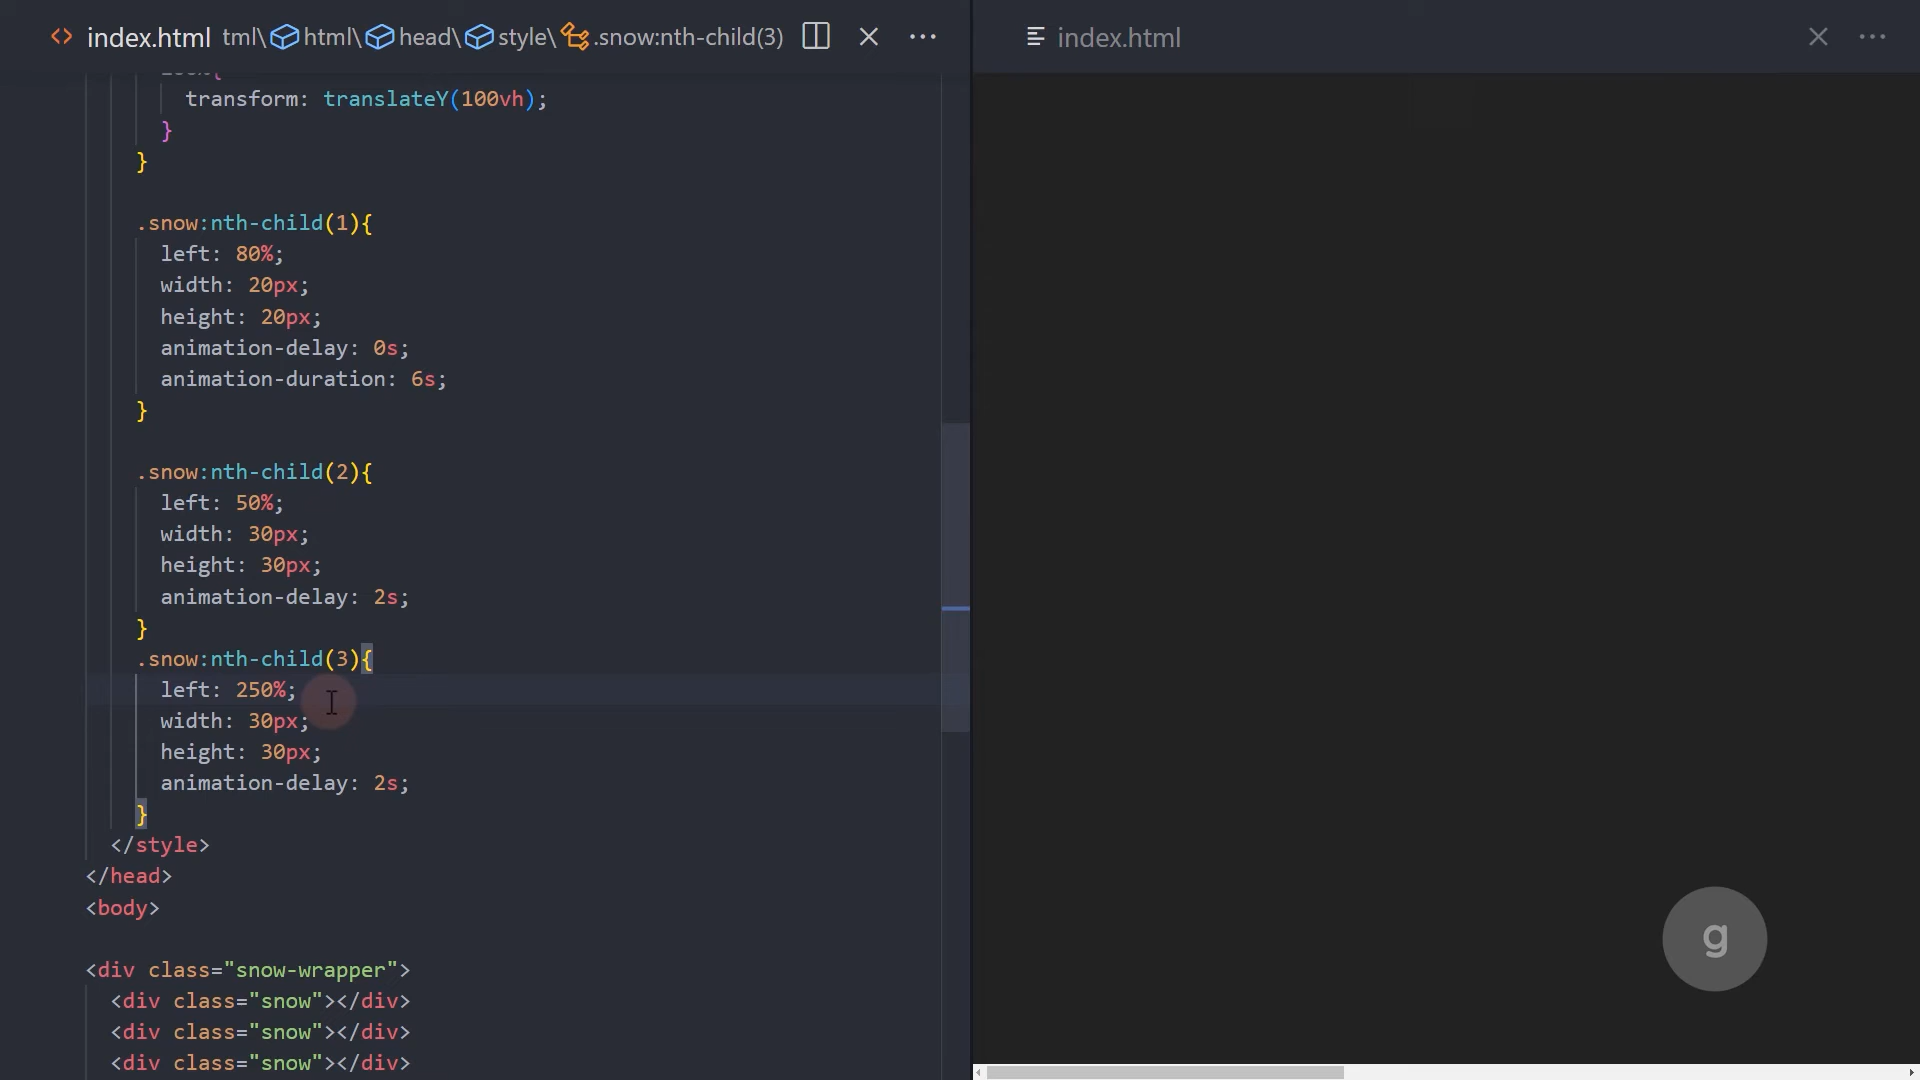 index.html tml\html\head\style\.snow:nth-child(3)
index.html
transform: translateY(100vh);
}
}
.snow:nth-child(1){
left: 80%;
width: 20px;
height: 20px;
animation-delay: 0s;
animation-duration: 6s;
}
.snow:nth-child(2){
left: 50%;
width: 30px;
height: 30px;
animation-delay: 2s;
}
.snow:nth-child(3){
left: 250%;
width: 30px;
height: 30px;
animation-delay: 2s;
}
</style>
</head>
<body>
<div class="snow-wrapper">
<div class="snow"></div>
<div class="snow"></div>
<div class="snow"></div>
g